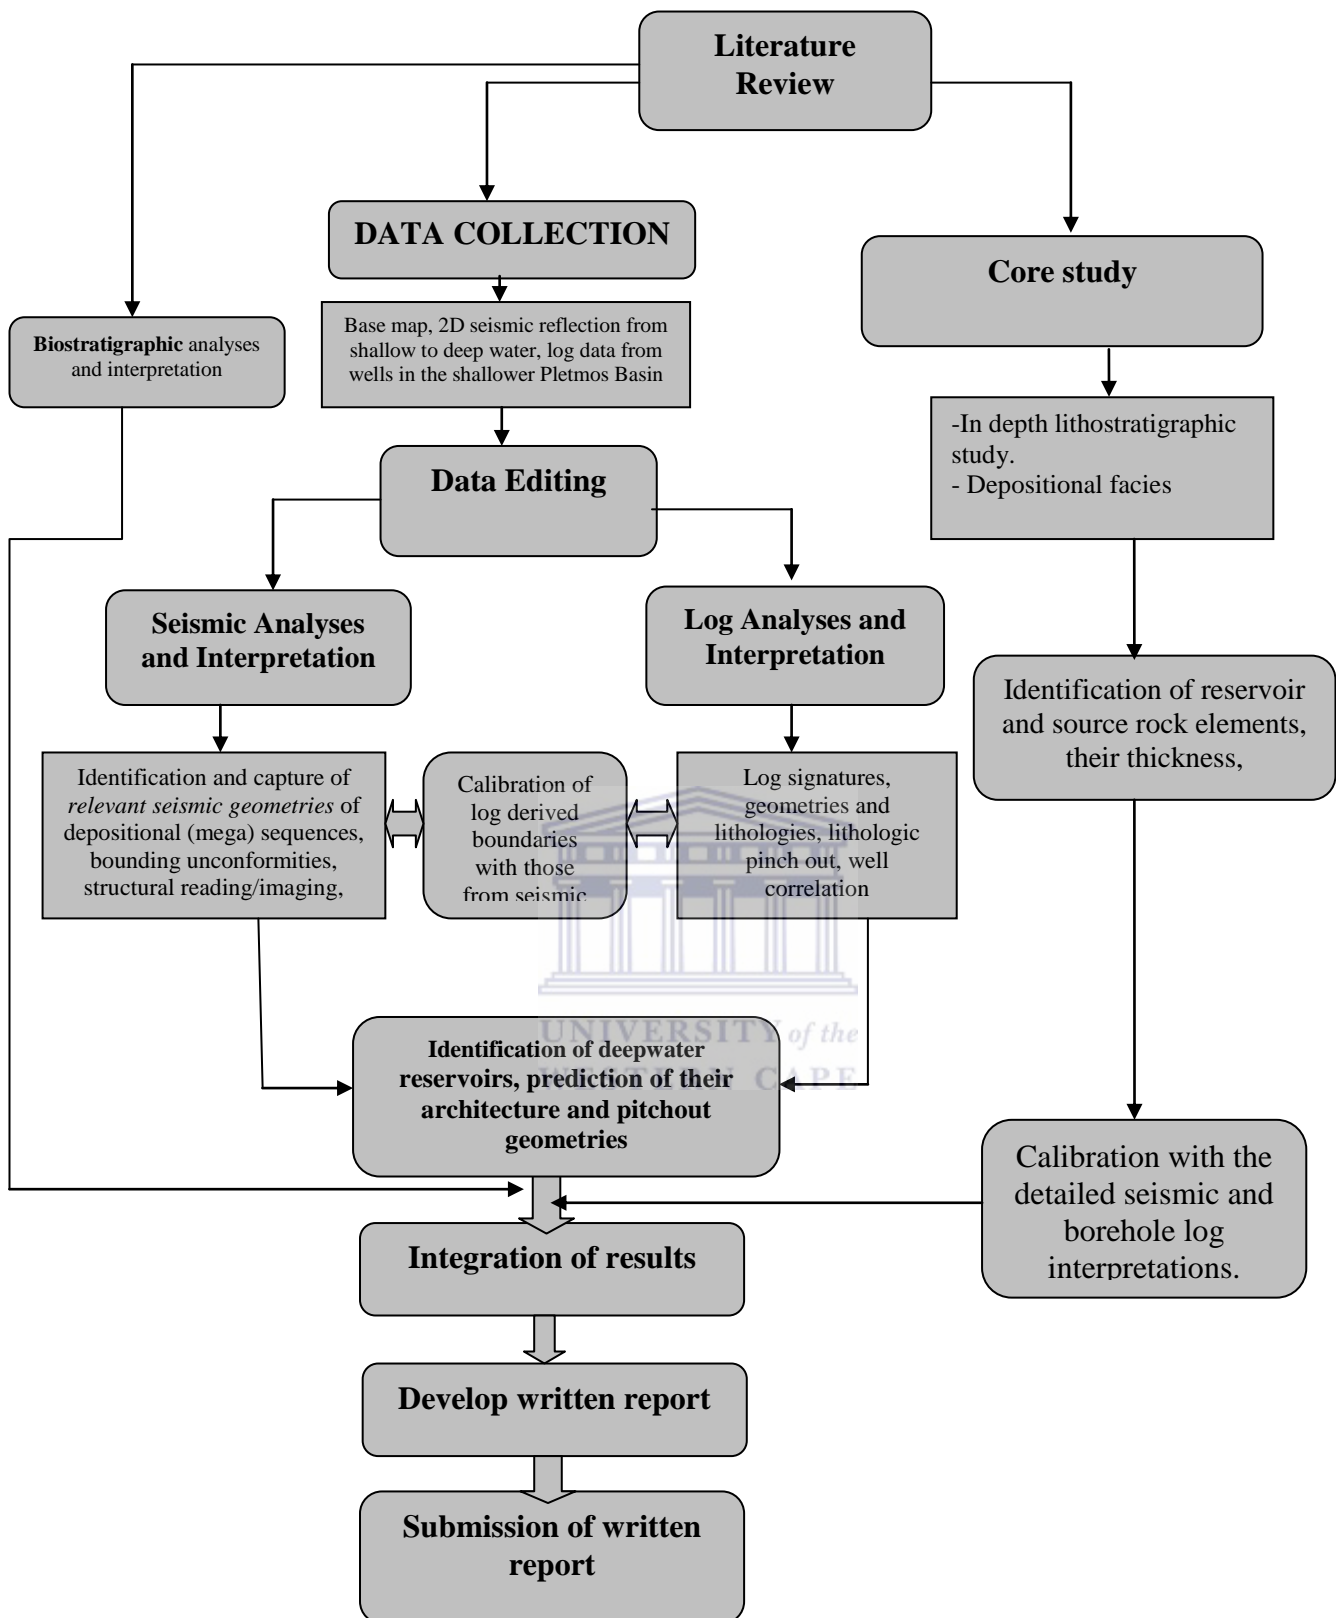 Literature
Review
DATA COLLECTION
Core study
Base map, 2D seismic reflection from
shallow to deep water, log data from
wells in the shallower Pletmos Basin
Biostratigraphic analyses
and interpretation
-In depth lithostratigraphic
study.
- Depositional facies
Data Editing
Seismic Analyses
and Interpretation
Log Analyses and
Interpretation
Identification of reservoir
and source rock elements,
their thickness,
Identification and capture of
relevant seismic geometries of
depositional (mega) sequences,
bounding unconformities,
structural reading/imaging,
Calibration of
log derived
boundaries
with those
from seismic
Log signatures,
geometries and
lithologies, lithologic
pinch out, well
correlation
UNIVERSITY of the
WESTERN CAPE
Identification of deepwater
reservoirs, prediction of their
architecture and pitchout
geometries
Calibration with the
detailed seismic and
borehole log
interpretations.
Integration of results
Develop written report
Submission of written
report